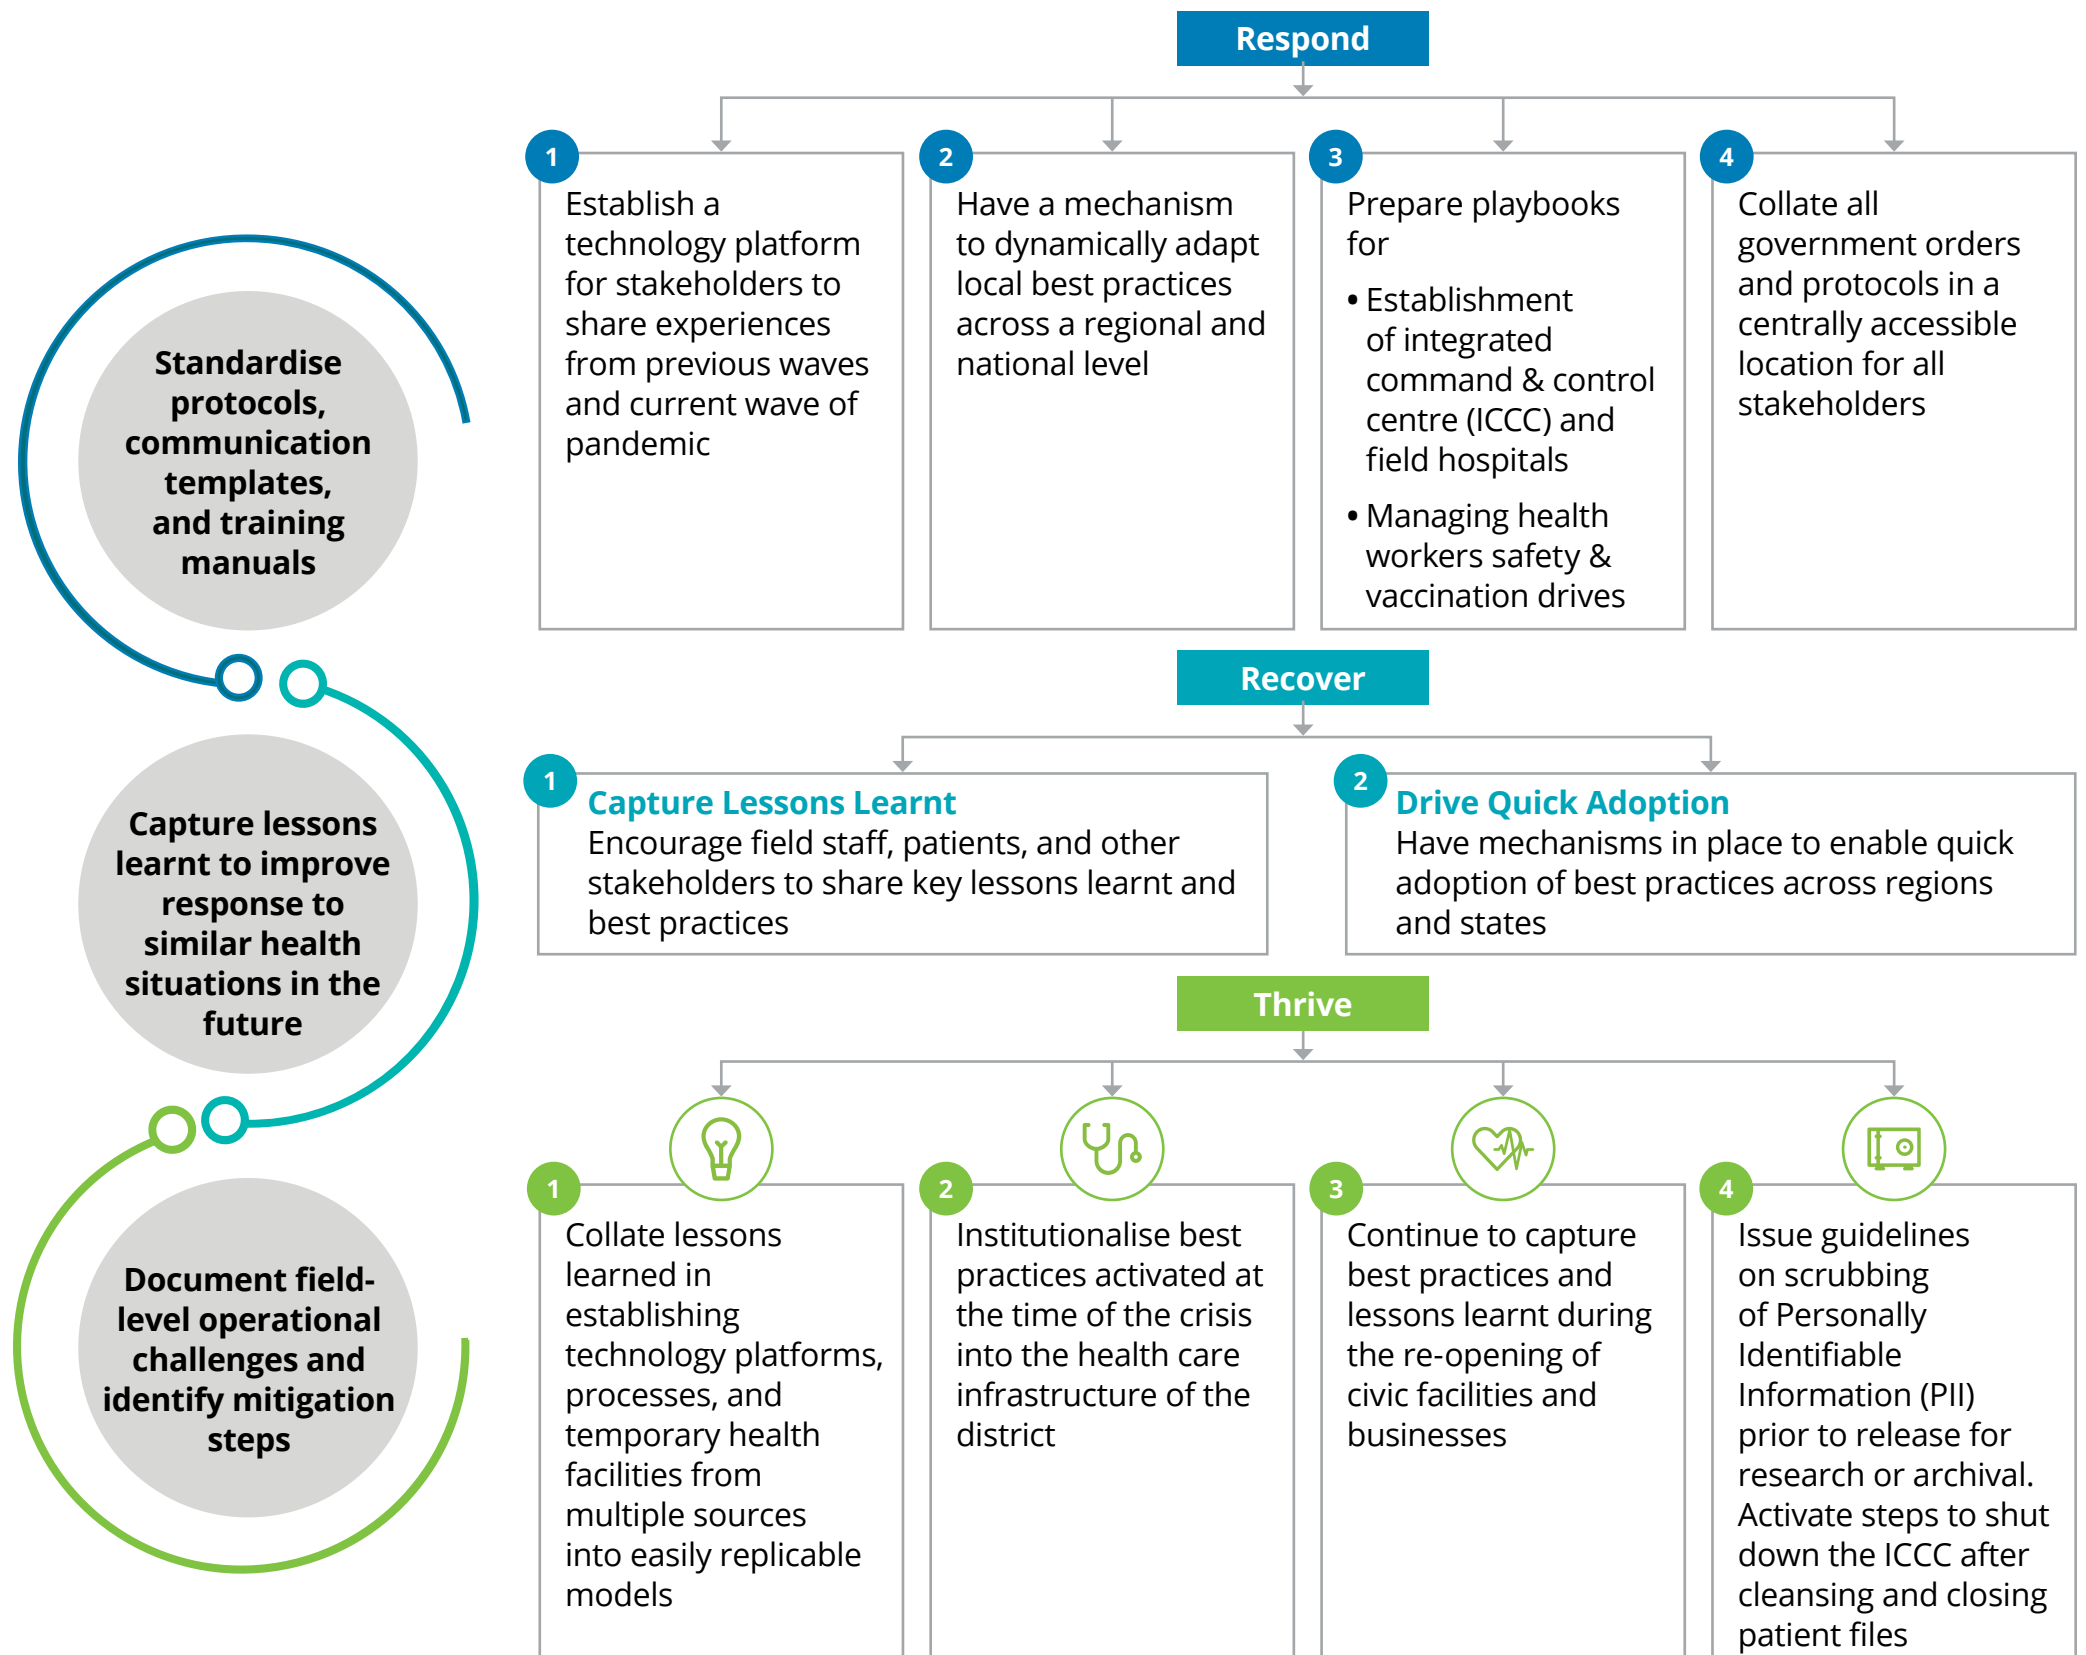 Standardise
protocols,
communication
templates,
and training
manuals
Capture lessons
learnt to improve
response to
similar health
situations in the
future
Document field-
level operational
challenges and
identify mitigation
steps
Respond
1
Establish a
technology platform
for stakeholders to
share experiences
from previous waves
and current wave of
pandemic
2
Have a mechanism
to dynamically adapt
local best practices
across a regional and
national level
3
Prepare playbooks
for
• Establishment
of integrated
command & control
centre (ICCC) and
field hospitals
• Managing health
workers safety &
vaccination drives
4
Collate all
government orders
and protocols in a
centrally accessible
location for all
stakeholders
Recover
1
Capture Lessons Learnt
Encourage field staff, patients, and other
stakeholders to share key lessons learnt and
best practices
2
Drive Quick Adoption
Have mechanisms in place to enable quick
adoption of best practices across regions
and states
Thrive
1
Collate lessons
learned in
establishing
technology platforms,
processes, and
temporary health
facilities from
multiple sources
into easily replicable
models
2
Institutionalise best
practices activated at
the time of the crisis
into the health care
infrastructure of the
district
3
Continue to capture
best practices and
lessons learnt during
the re-opening of
civic facilities and
businesses
4
Issue guidelines
on scrubbing
of Personally
Identifiable
Information (PII)
prior to release for
research or archival.
Activate steps to shut
down the ICCC after
cleansing and closing
patient files